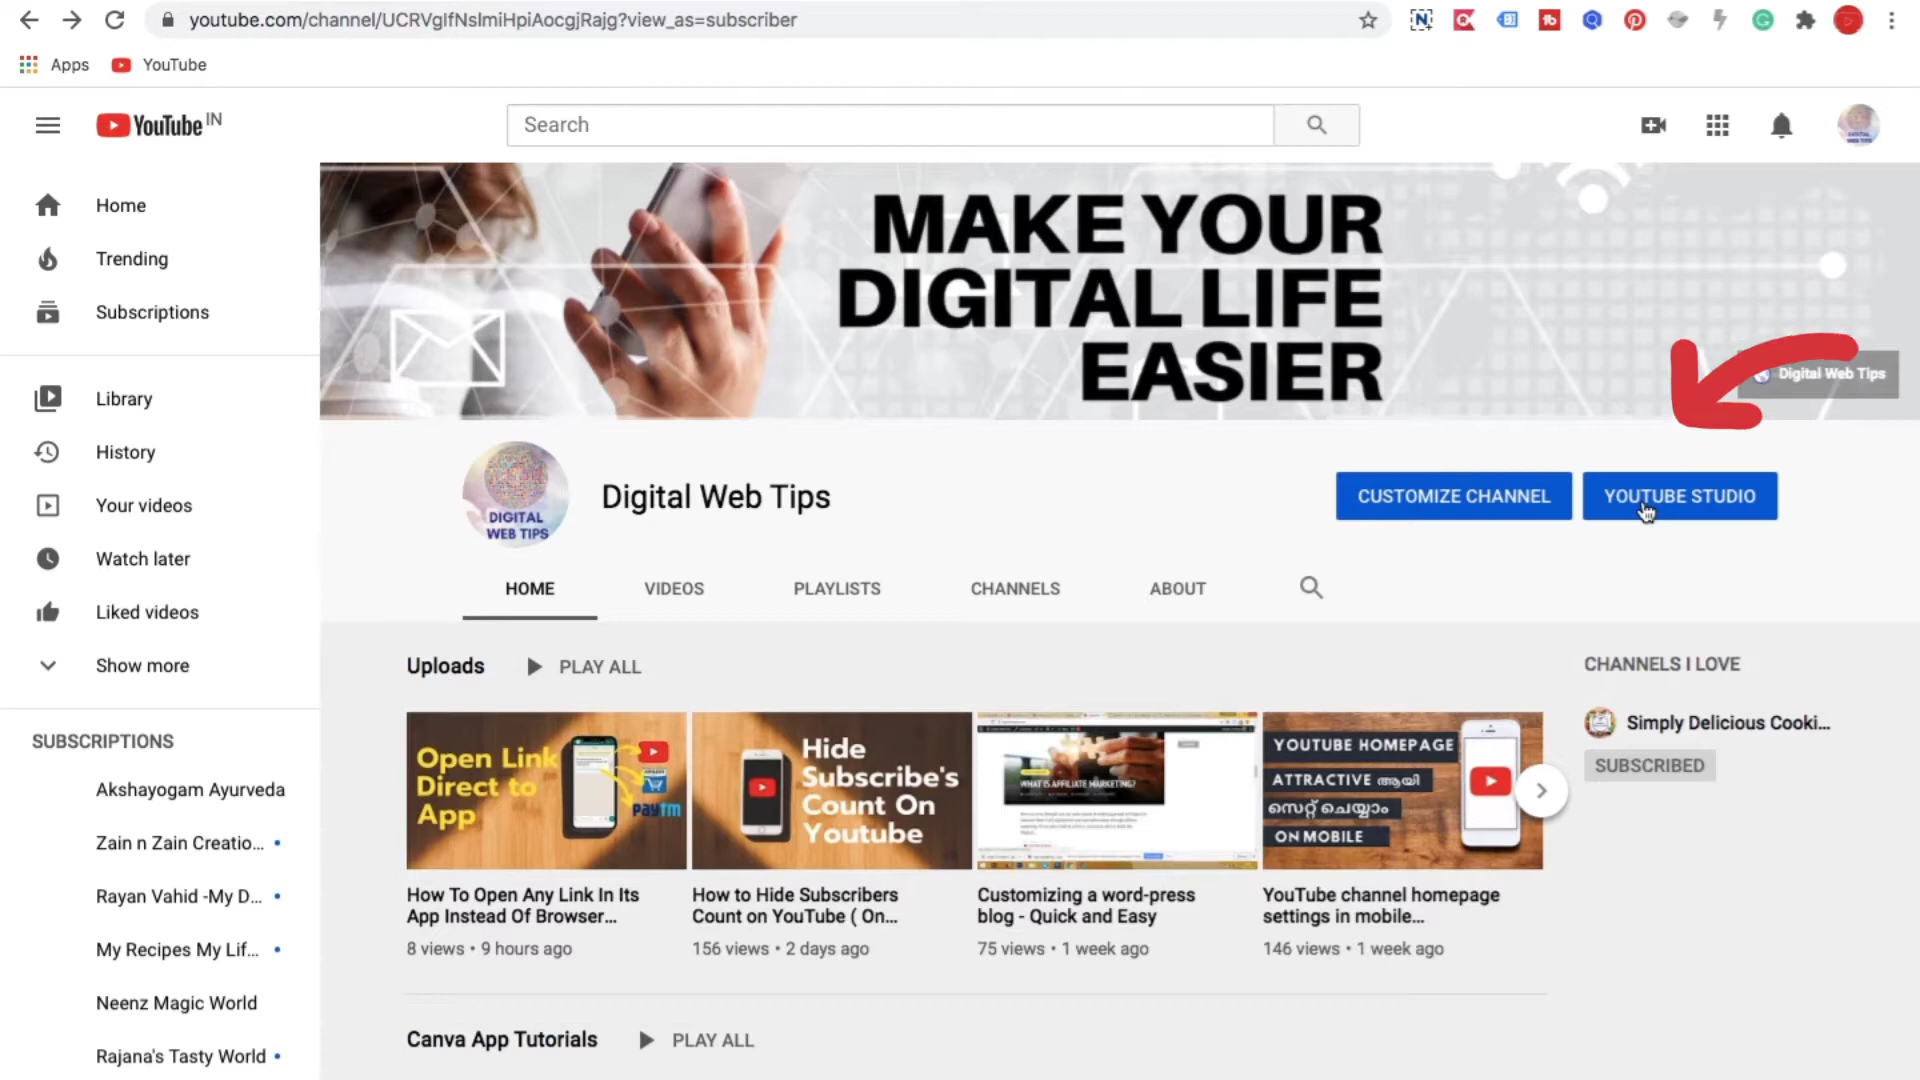 youtube.com/channel/UCRVgIfNslmiHpiAocgjRajg?view_as=subscriber
Apps
YouTube
YouTube IN
Search
Home
Trending
Subscriptions
Library
History
Your videos
Watch later
Liked videos
Show more
SUBSCRIPTIONS
Akshayogam Ayurveda
Zain n Zain Creatio...
Rayan Vahid -My D...
My Recipes My Lif...
Neenz Magic World
Rajana's Tasty World
MAKE YOUR
DIGITAL LIFE
EASIER
Digital Web Tips
DIGITAL
WEB TIPS
Digital Web Tips
CUSTOMIZE CHANNEL
YOUTUBE STUDIO
HOME
VIDEOS
PLAYLISTS
CHANNELS
ABOUT
Uploads
PLAY ALL
Open Link
Direct to
App
paytm
Hide
Subscribe's
Count On
Youtube
WHAT IS AFFILIATE MARKETING?
YOUTUBE HOMEPAGE
ATTRACTIVE ആയി
സെറ്റ് ചെയ്യാം
ON MOBILE
How To Open Any Link In Its
App Instead Of Browser...
8 views • 9 hours ago
How to Hide Subscribers
Count on YouTube ( On...
156 views • 2 days ago
Customizing a word-press
blog - Quick and Easy
75 views • 1 week ago
YouTube channel homepage
settings in mobile...
146 views • 1 week ago
CHANNELS I LOVE
Simply Delicious Cooki...
SUBSCRIBED
Canva App Tutorials
PLAY ALL